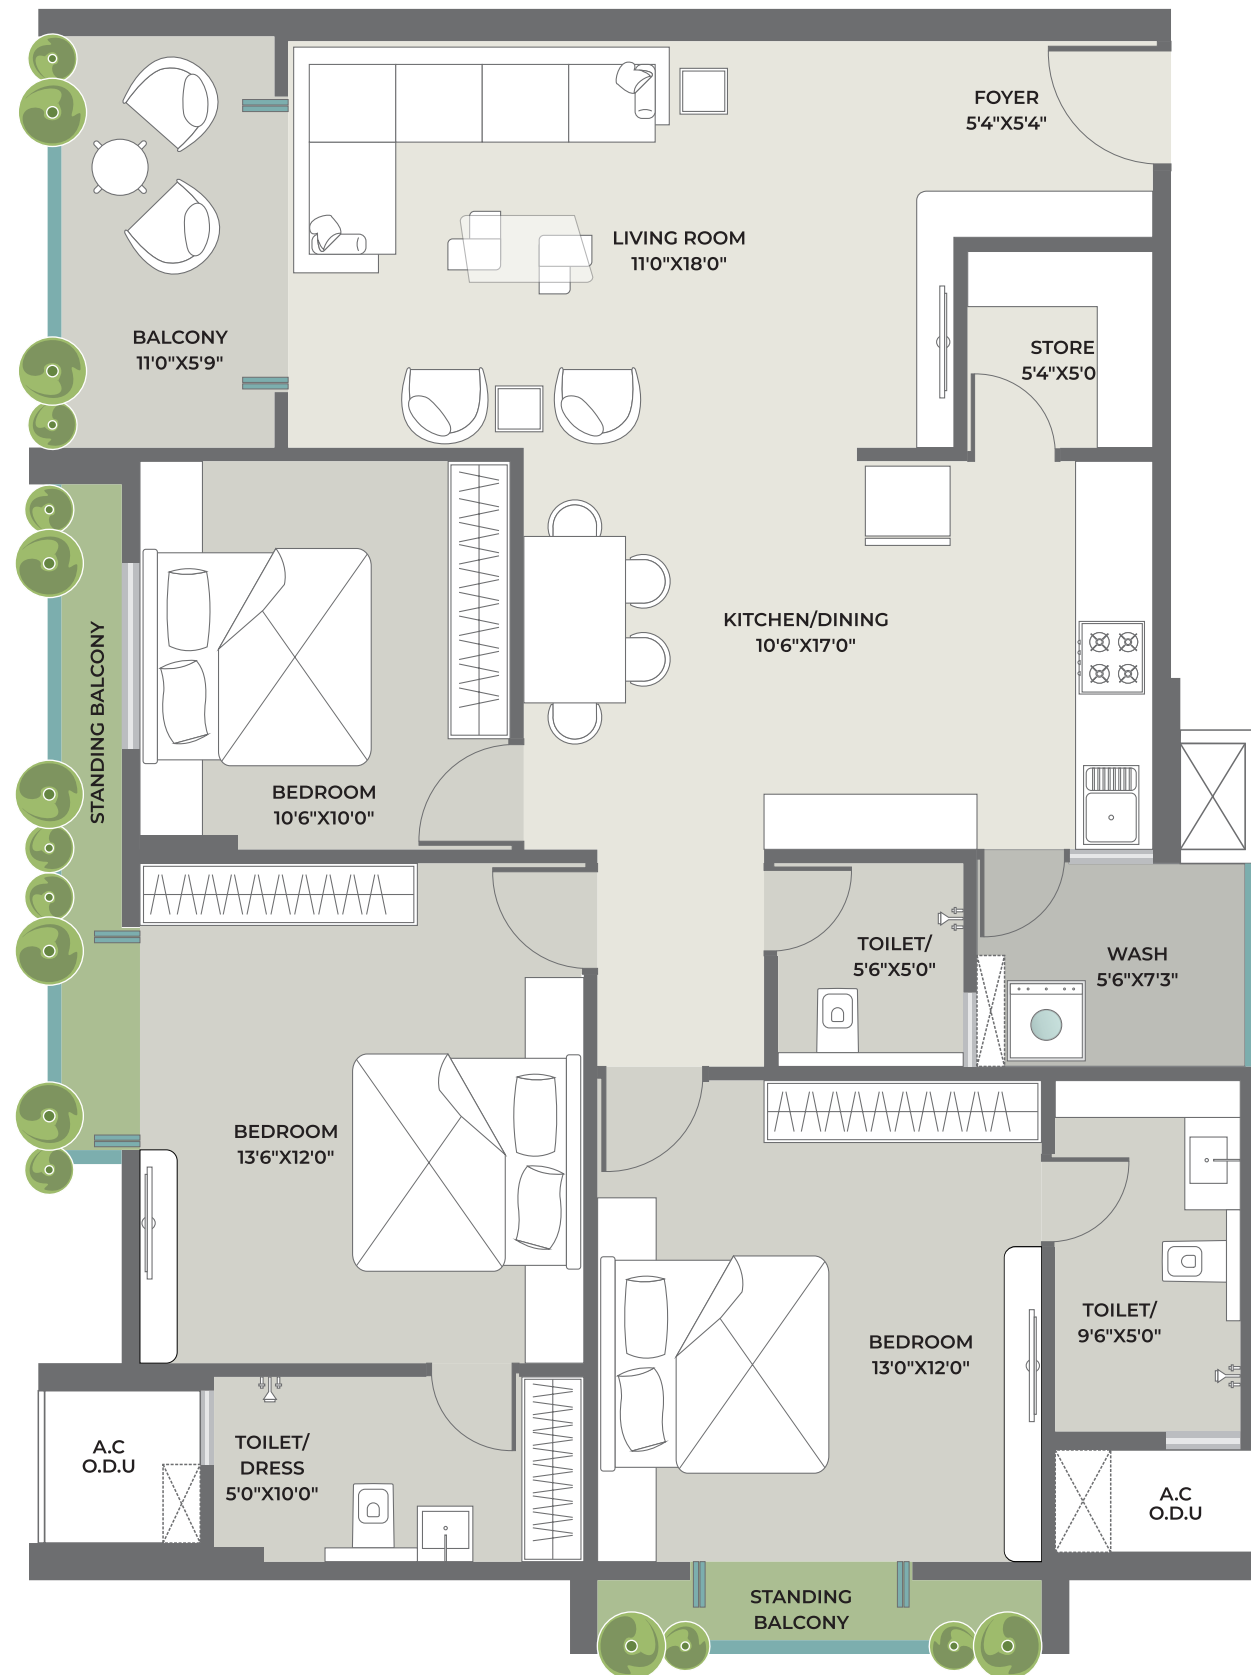 FOYER
5'4"X5'4"
LIVING ROOM
11'0"X18'0"
BALCONY
11'0"X5'9"
STORE
5'4"X5'0
KITCHEN/DINING
10'6"X17'0"
STANDING BALCONY
BEDROOM
10'6"X10'0"
TOILET/
5'6"X5'0"
WASH
5'6"X7'3"
BEDROOM
13'6"X12'0"
TOILET/
9'6"X5'0"
BEDROOM
13'0"X12'0"
A.C
O.D.U
TOILET/
DRESS
5'0"X10'0"
A.C
O.D.U
STANDING
BALCONY